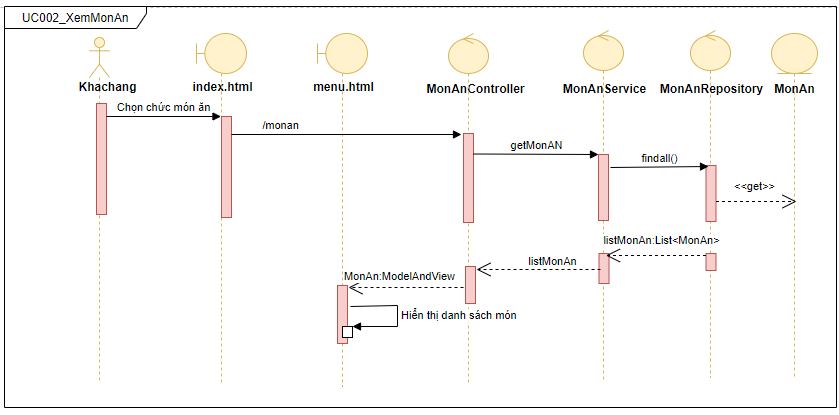 UC002_XemMonAn
Khachang
index.html
menu.html
MonAnController
MonAnService
MonAnRepository
MonAn
Chọn chức món ăn
/monan
getMonAN
findall()
<<get>>
listMonAn:List<MonAn>
listMonAn
MonAn:ModelAndView
Hiển thị danh sách món